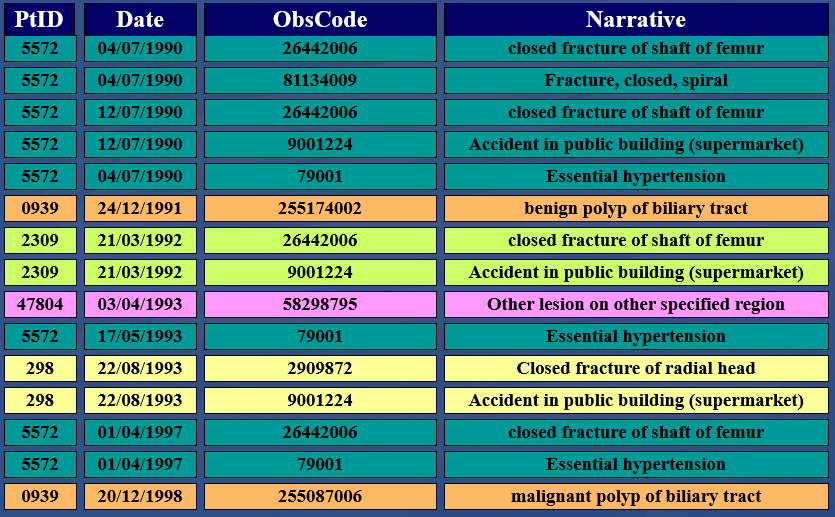 PtID Date ObsCode Narrative
5572 04/07/1990 26442006 closed fracture of shaft of femur
5572 04/07/1990 81134009 Fracture, closed, spiral
5572 12/07/1990 26442006 closed fracture of shaft of femur
5572 12/07/1990 9001224 Accident in public building (supermarket)
5572 04/07/1990 79001 Essential hypertension
0939 24/12/1991 255174002 benign polyp of biliary tract
2309 21/03/1992 26442006 closed fracture of shaft of femur
2309 21/03/1992 9001224 Accident in public building (supermarket)
47804 03/04/1993 58298795 Other lesion on other specified region
5572 17/05/1993 79001 Essential hypertension
298 22/08/1993 2909872 Closed fracture of radial head
298 22/08/1993 9001224 Accident in public building (supermarket)
5572 01/04/1997 26442006 closed fracture of shaft of femur
5572 01/04/1997 79001 Essential hypertension
0939 20/12/1998 255087006 malignant polyp of biliary tract